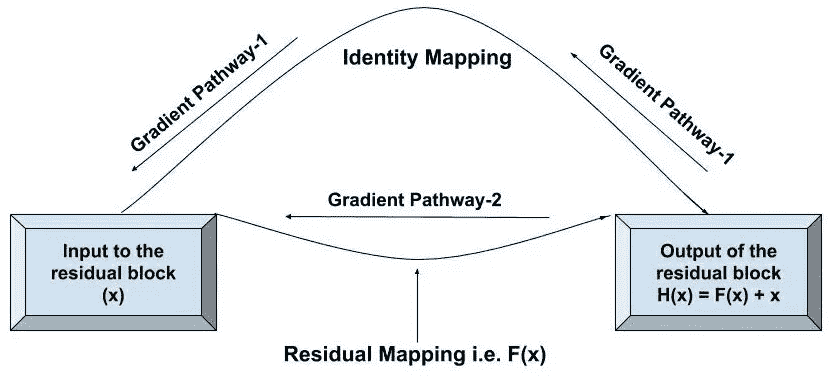 Identity Mapping
Gradient Pathway-1
Gradient Pathway-1
Gradient Pathway-2
Input to the
residual block
(x)
Output of the
residual block
H(x) = F(x) + x
Residual Mapping i.e. F(x)